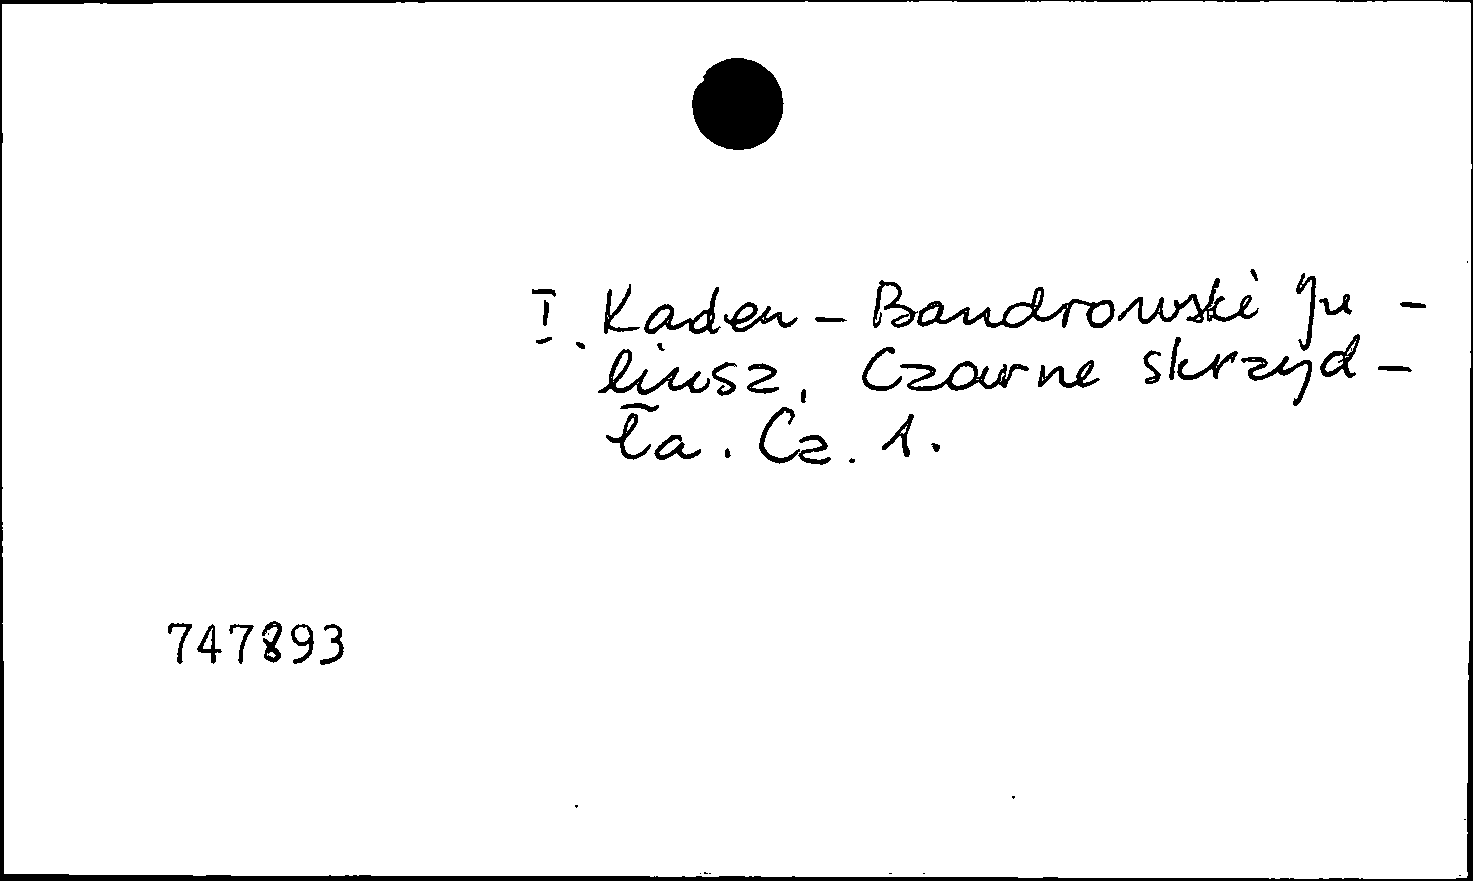 I. Kaden-Bandrowski Ju-
liusz, Czarne skrzyd-
ła. Cz. 1.
747893